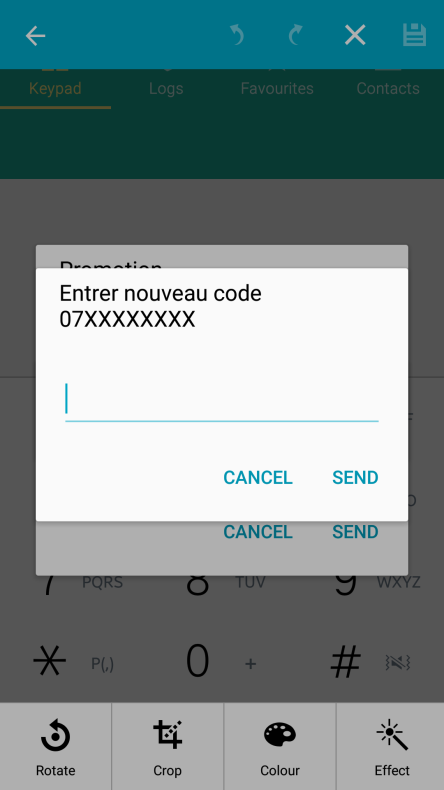 Keypad
Logs
Favourites
Contacts
Promotion
Entrer nouveau code
07XXXXXXXX
CANCEL SEND
CANCEL SEND
7 PQRS 8 TUV 9 WXYZ
* P(,) 0 + #
Rotate
Crop
Colour
Effect